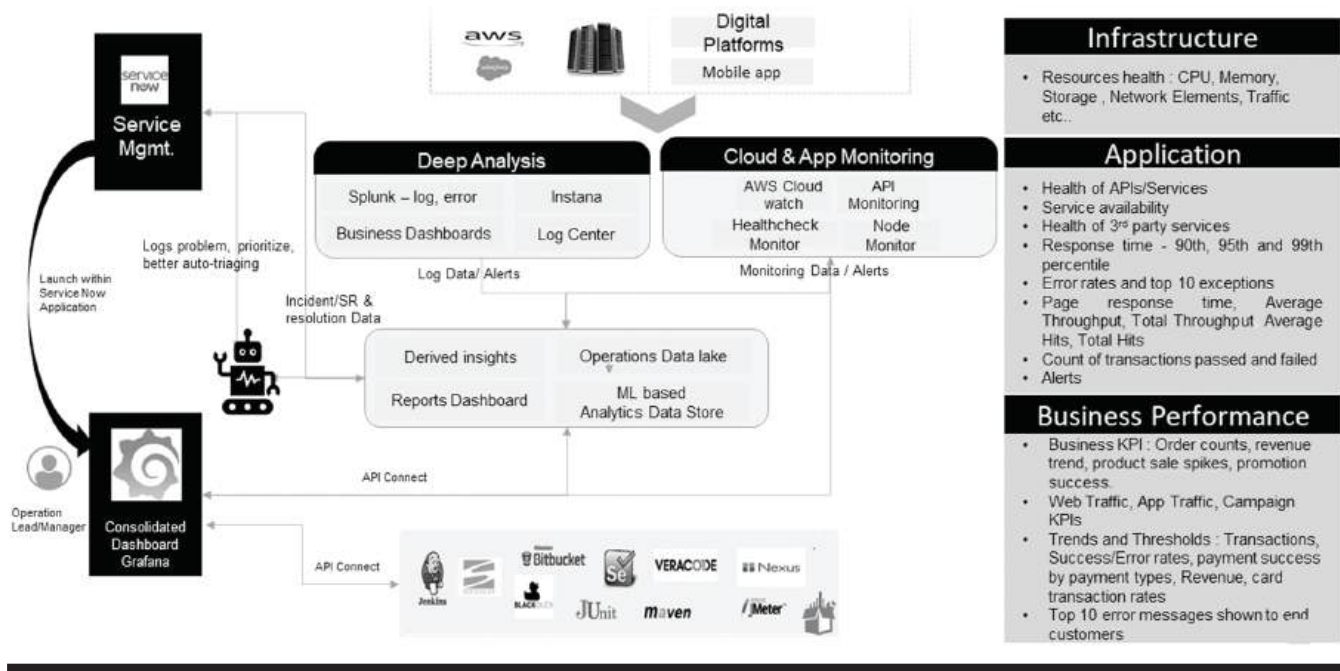 aws
salesforce
Digital
Platforms
Mobile app
service
now
Service
Mgmt.
Deep Analysis
Splunk – log, error
Instana
Business Dashboards
Log Center
Cloud & App Monitoring
AWS Cloud
watch
API
Monitoring
Healthcheck
Monitor
Node
Monitor
Logs problem, prioritize,
better auto-triaging
Log Data/ Alerts
Monitoring Data / Alerts
Launch within
Service Now
Application
Incident/SR &
resolution Data
Derived insights
Operations Data lake
Reports Dashboard
ML based
Analytics Data Store
API Connect
Operation
Lead/Manager
Consolidated
Dashboard
Grafana
API Connect
Jenkins
Bitbucket
BLACKDUCK
Se
JUnit
VERACODE
maven
Nexus
JMeter
Infrastructure
• Resources health : CPU, Memory,
Storage , Network Elements, Traffic
etc..
Application
• Health of APIs/Services
• Service availability
• Health of 3rd party services
• Response time - 90th, 95th and 99th
percentile
• Error rates and top 10 exceptions
• Page response time, Average
Throughput, Total Throughput Average
Hits, Total Hits
• Count of transactions passed and failed
• Alerts
Business Performance
• Business KPI : Order counts, revenue
trend, product sale spikes, promotion
success.
• Web Traffic, App Traffic, Campaign
KPIs
• Trends and Thresholds : Transactions,
Success/Error rates, payment success
by payment types, Revenue, card
transaction rates
• Top 10 error messages shown to end
customers